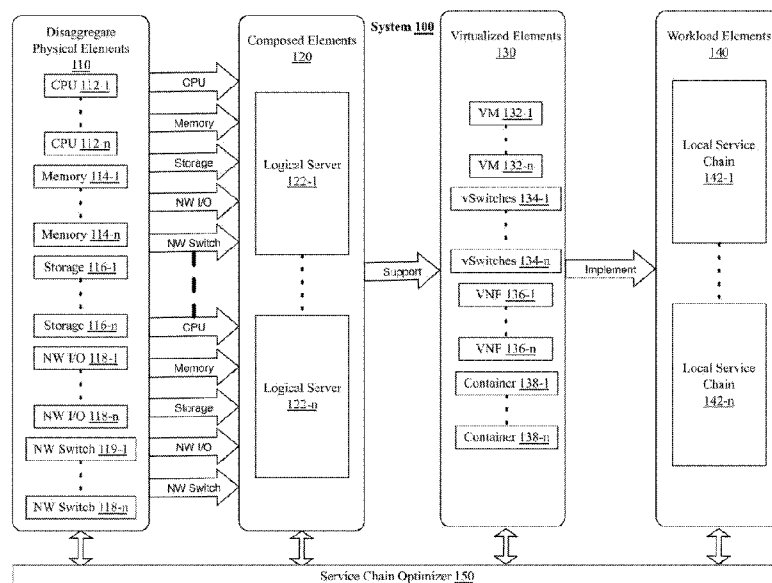 System 100
Disaggregate
Physical Elements
110
CPU 112-1
CPU 112-n
Memory 114-1
Memory 114-n
Storage 116-1
Storage 116-n
NW I/O 118-1
NW I/O 118-n
NW Switch 119-1
NW Switch 118-n
CPU
Memory
Storage
NW I/O
NW Switch
CPU
Memory
Storage
NW I/O
NW Switch
Composed Elements
120
Logical Server
122-1
Logical Server
122-n
Support
Virtualized Elements
130
VM 132-1
VM 132-n
vSwitches 134-1
vSwitches 134-n
VNF 136-1
VNF 136-n
Container 138-1
Container 138-n
Implement
Workload Elements
140
Local Service
Chain
142-1
Local Service
Chain
142-n
Service Chain Optimizer 150